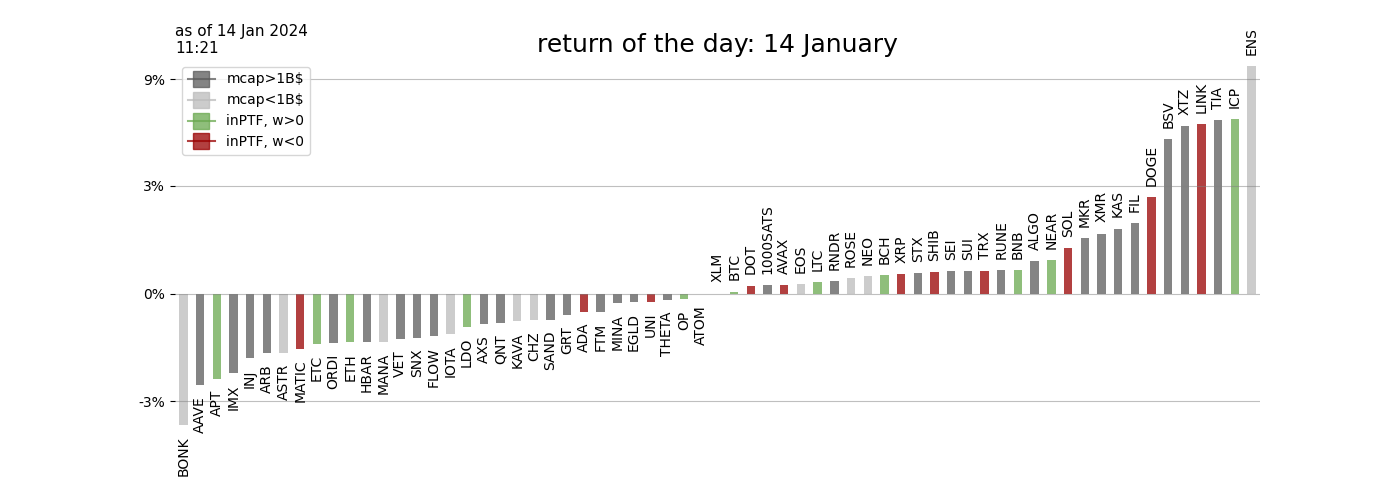 as of 14 Jan 2024
11:21
return of the day: 14 January
mcap>1B$
mcap<1B$
inPTF, w>0
inPTF, w<0
9%
3%
0%
-3%
BONK
AAVE
APT
IMX
INJ
ARB
ASTR
MATIC
ETC
ORDI
ETH
HBAR
MANA
VET
SNX
FLOW
IOTA
LDO
AXS
QNT
KAVA
CHZ
SAND
GRT
ADA
FTM
MINA
EGLD
UNI
THETA
OP
ATOM
XLM
BTC
DOT
1000SATS
AVAX
EOS
LTC
RNDR
ROSE
NEO
BCH
XRP
STX
SHIB
SEI
SUI
TRX
RUNE
BNB
ALGO
NEAR
SOL
MKR
XMR
KAS
FIL
DOGE
BSV
XTZ
LINK
TIA
ICP
ENS